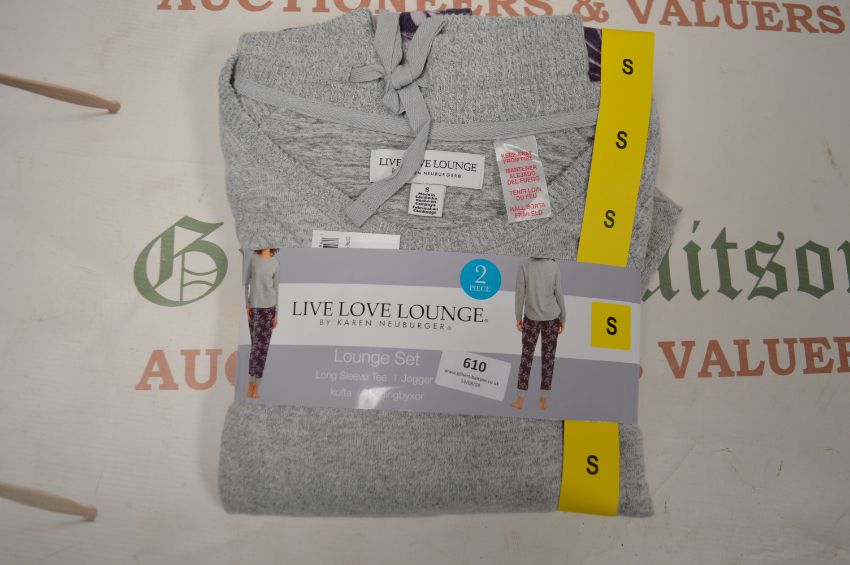 AUCTIONEERS & VALUERS
S
S
S
LIVE LOVE LOUNGE
BY KAREN NEUBURGER®
S
KEEP AWAY
FROM FIRE
MANTENER
ALEJADO
DEL FUEGO
TENIR LOIN
DU FEU
HÅLL BORTA
FRÅN ELD
G
aitson
2
PIECE
LIVE LOVE LOUNGE®
BY KAREN NEUBURGER®
S
Lounge Set
Long Sleeve Tee | Jogger
kofta
610
AUC
& VALUERS
S